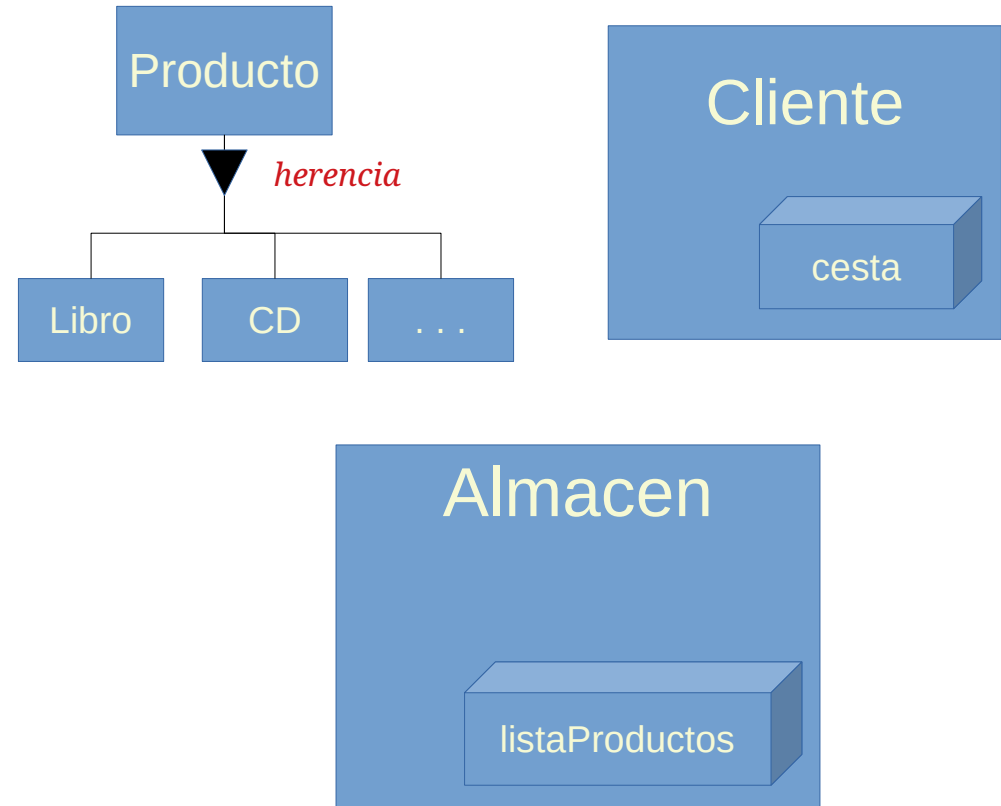 Producto
herencia
Libro
CD
. . .
Cliente
cesta
Almacen
listaProductos